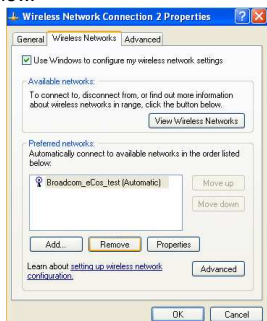 Wireless Network Connection 2 Properties
General Wireless Networks Advanced
Use Windows to configure my wireless network settings
Available networks:
To connect to, disconnect from, or find out more information
about wireless networks in range, click the button below.
View Wireless Networks
Preferred networks:
Automatically connect to available networks in the order listed
below:
Broadcom_eCos_test (Automatic)
Move up
Move down
Add... Remove Properties
Learn about setting up wireless network
configuration.
Advanced
OK Cancel